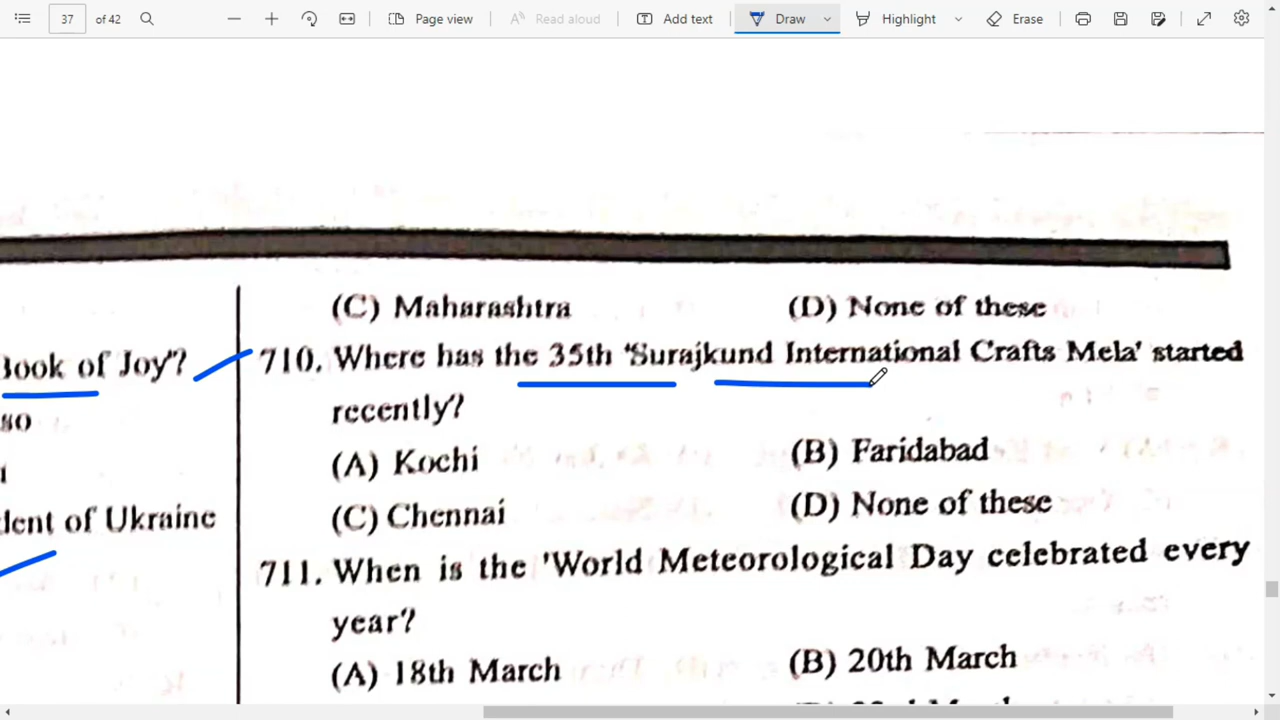 37
of 42
Page view
Read aloud
Add text
Draw
Highlight
Erase
Book of Joy'?
so
dent of Ukraine
(C) Maharashtra (D) None of these
710. Where has the 35th 'Surajkund International Crafts Mela' started
recently?
(A) Kochi (B) Faridabad
(C) Chennai (D) None of these
711. When is the 'World Meteorological Day celebrated every
year?
(A) 18th March (B) 20th March